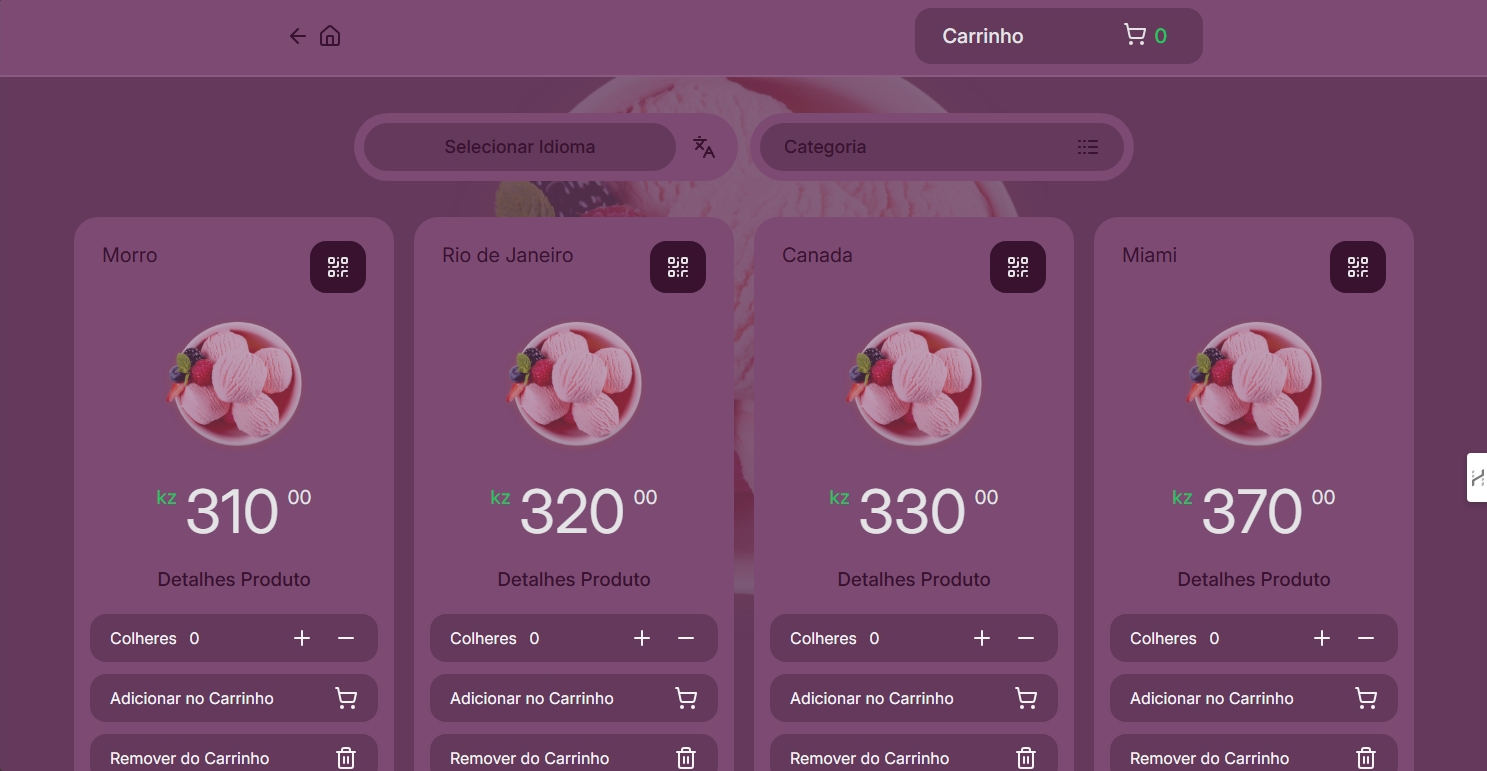 Carrinho 0
Selecionar Idioma
Categoria
Morro
Rio de Janeiro
Canada
Miami
kz 310 00
kz 320 00
kz 330 00
kz 370 00
Detalhes Produto
Detalhes Produto
Detalhes Produto
Detalhes Produto
Colheres 0
Colheres 0
Colheres 0
Colheres 0
Adicionar no Carrinho
Adicionar no Carrinho
Adicionar no Carrinho
Adicionar no Carrinho
Remover do Carrinho
Remover do Carrinho
Remover do Carrinho
Remover do Carrinho